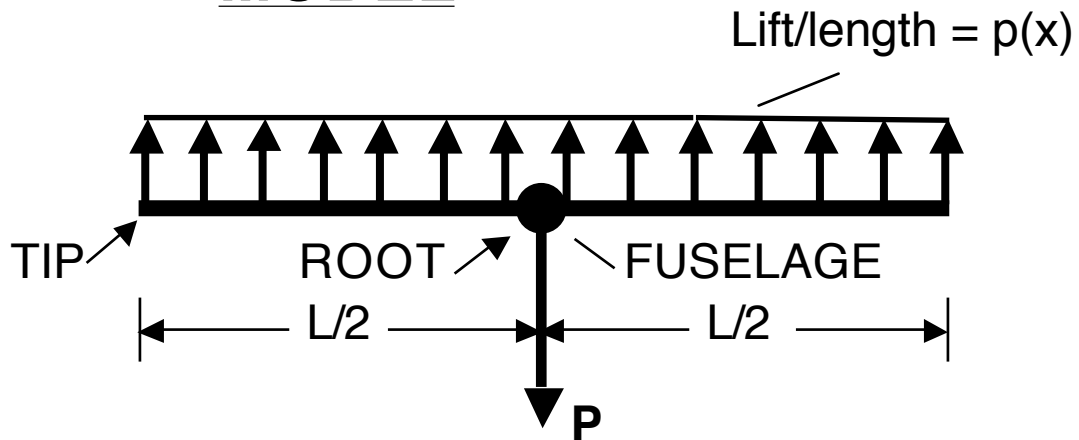 Lift/length = p(x)
TIP
ROOT
FUSELAGE
L/2
L/2
P